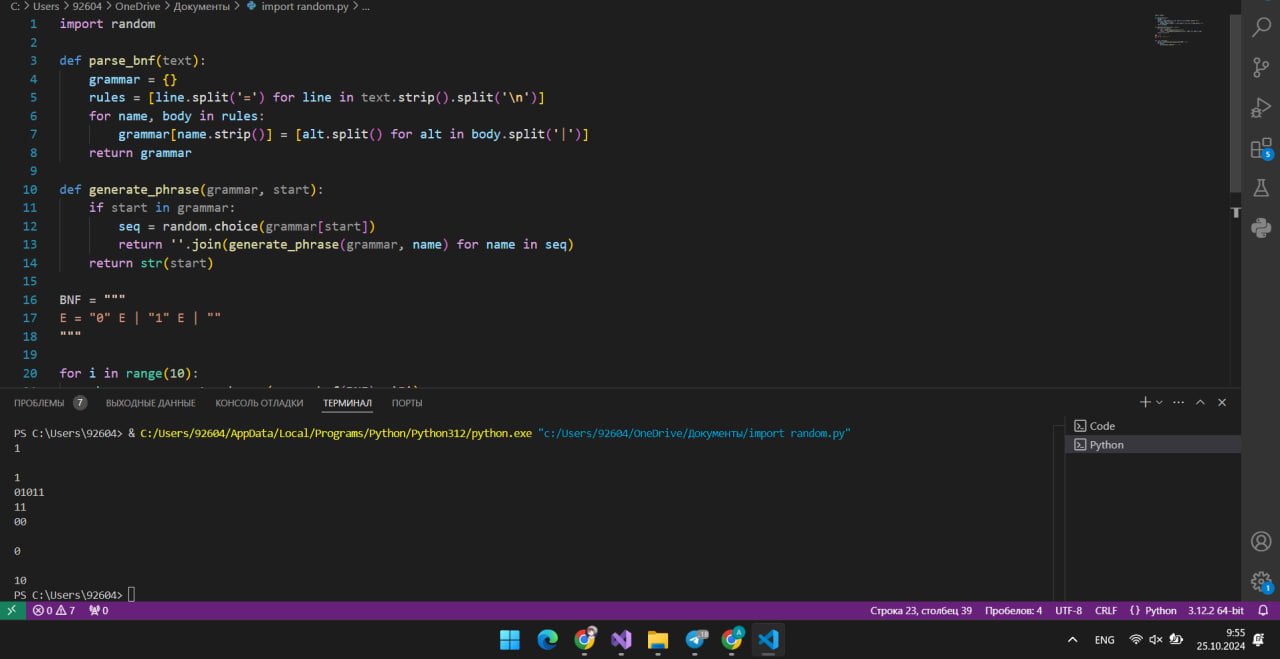 C: > Users > 92604 > OneDrive > Документы > import random.py > ...
1 import random
2
3 def parse_bnf(text):
4     grammar = {}
5     rules = [line.split('=') for line in text.strip().split('\n')]
6     for name, body in rules:
7         grammar[name.strip()] = [alt.split() for alt in body.split('|')]
8     return grammar
9
10 def generate_phrase(grammar, start):
11     if start in grammar:
12         seq = random.choice(grammar[start])
13         return ''.join(generate_phrase(grammar, name) for name in seq)
14     return str(start)
15
16 BNF = """
17 E = "0" E | "1" E | ""
18 """
19
20 for i in range(10):
ПРОБЛЕМЫ 7 ВЫХОДНЫЕ ДАННЫЕ КОНСОЛЬ ОТЛАДКИ ТЕРМИНАЛ ПОРТЫ
PS C:\Users\92604> & C:/Users/92604/AppData/Local/Programs/Python/Python312/python.exe "c:/Users/92604/OneDrive/Документы/import random.py"
1
1
01011
11
00
0
10
PS C:\Users\92604>
Code
Python
5
T
1
0 7 0 Строка 23, столбец 39 Пробелов: 4 UTF-8 CRLF {} Python 3.12.2 64-bit
18 A ENG 9:55
25.10.2024